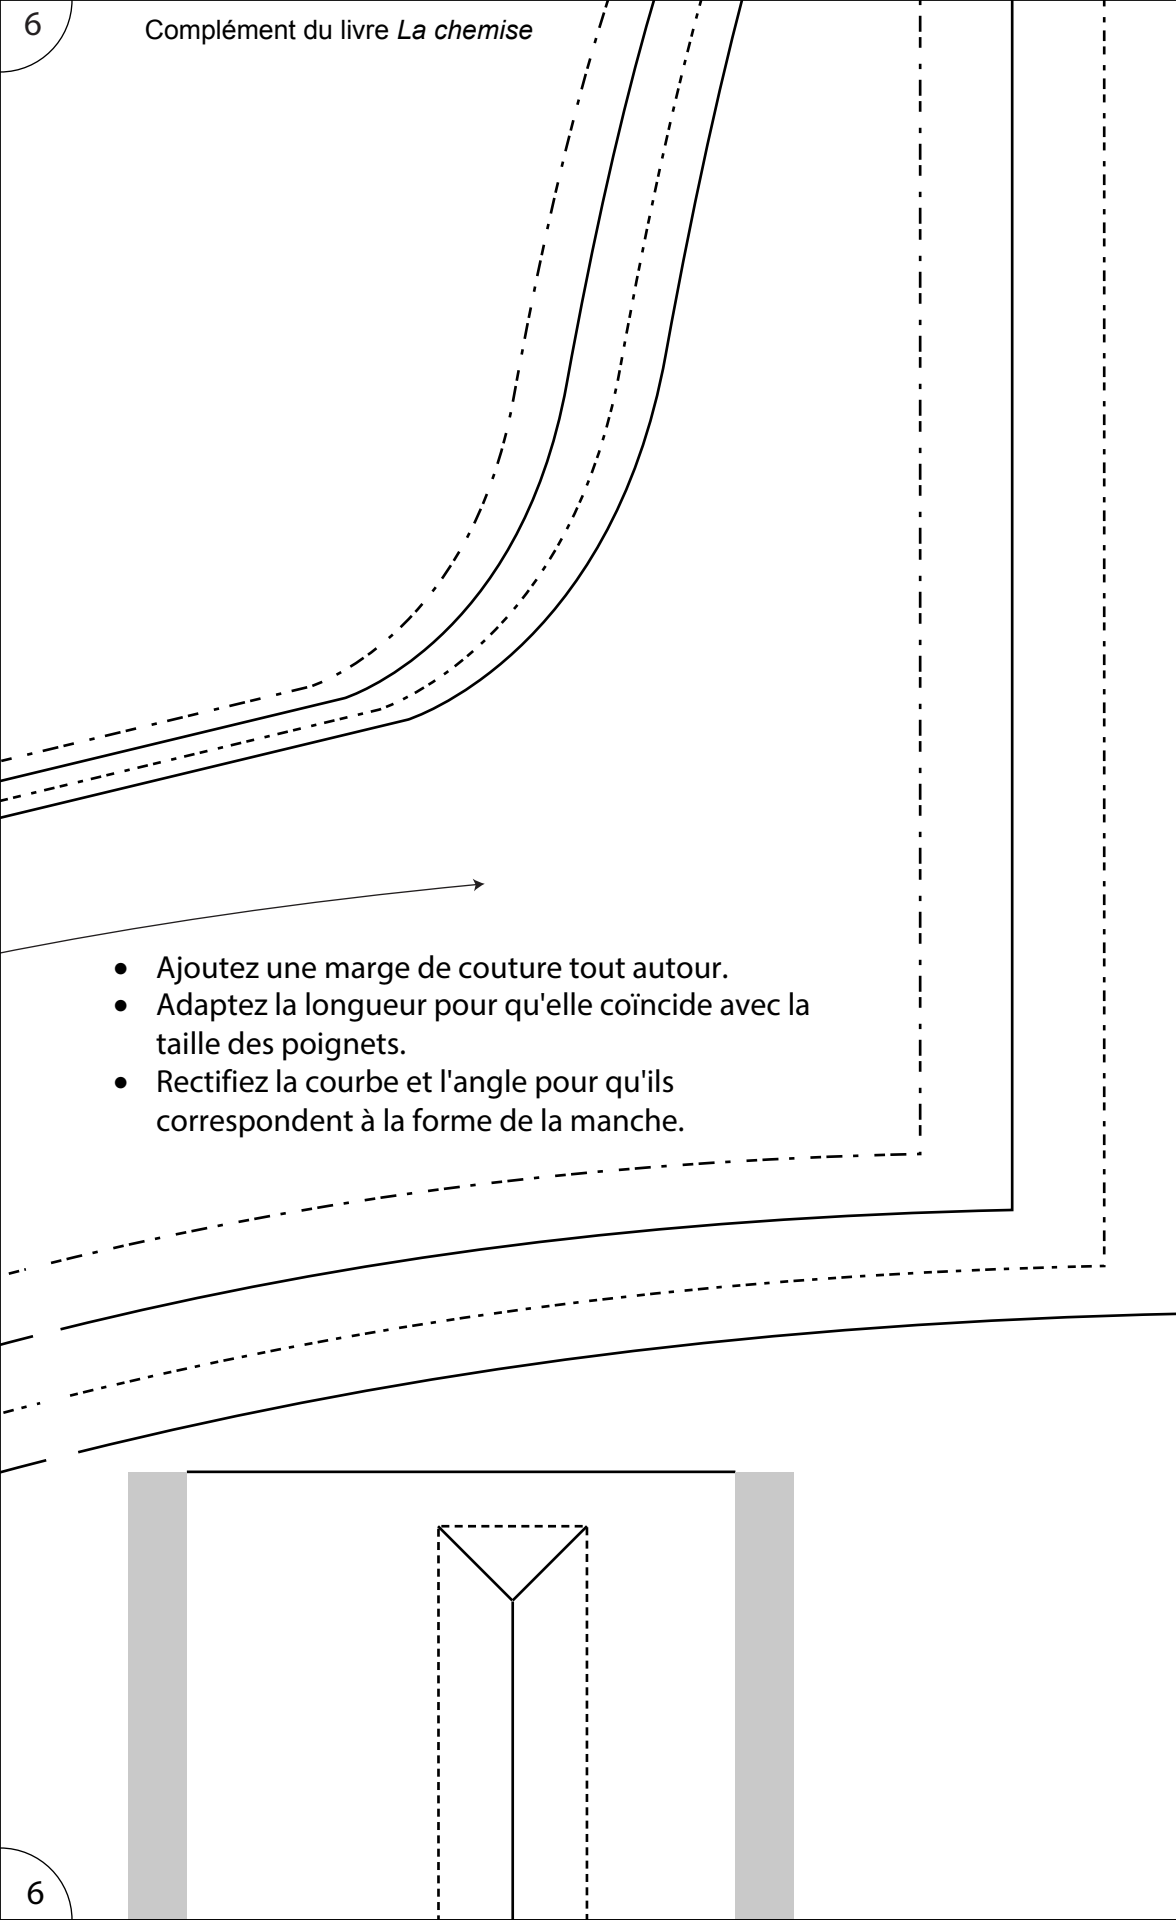 6
Complément du livre La chemise
• Ajoutez une marge de couture tout autour.
• Adaptez la longueur pour qu'elle coïncide avec la
taille des poignets.
• Rectifiez la courbe et l'angle pour qu'ils
correspondent à la forme de la manche.
6